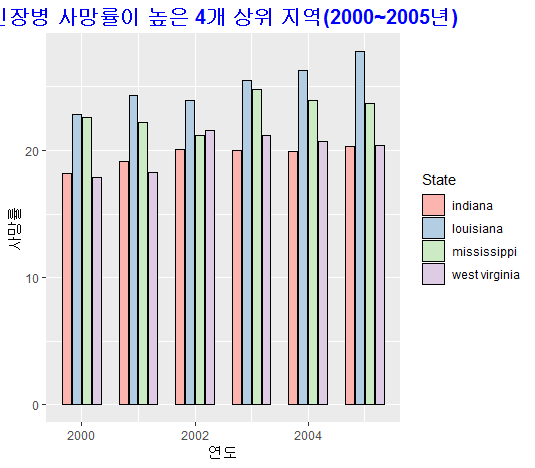 신장병 사망률이 높은 4개 상위 지역(2000~2005년)
사망률
20
10
0
2000
2002
2004
연도
State
indiana
louisiana
mississippi
west virginia